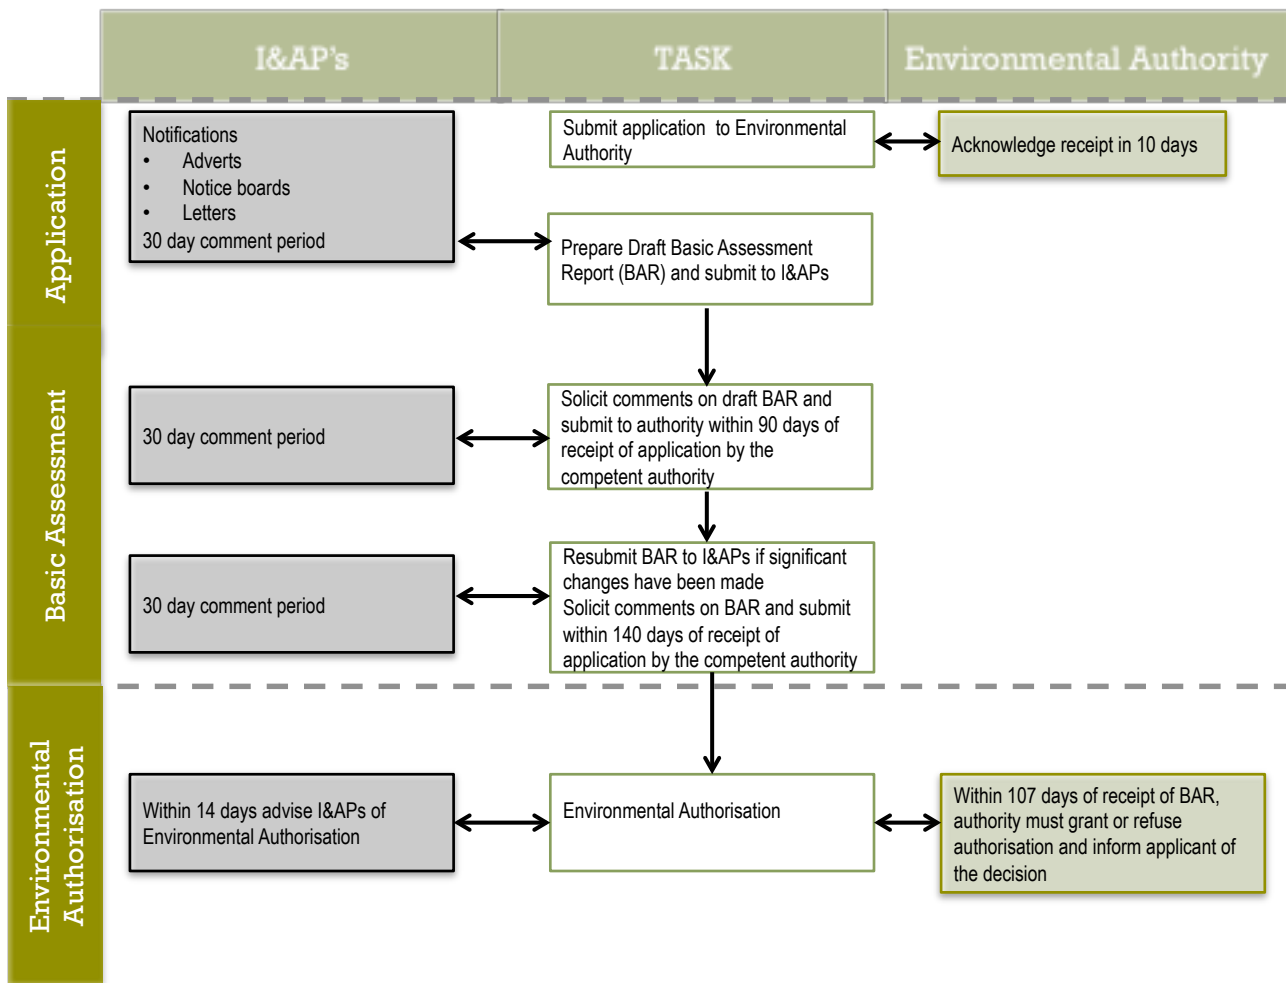 I&AP's
TASK
Environmental Authority
Application
Notifications
• Adverts
• Notice boards
• Letters
30 day comment period
Submit application to Environmental
Authority
Acknowledge receipt in 10 days
Prepare Draft Basic Assessment
Report (BAR) and submit to I&APs
Basic Assessment
30 day comment period
Solicit comments on draft BAR and
submit to authority within 90 days of
receipt of application by the
competent authority
30 day comment period
Resubmit BAR to I&APs if significant
changes have been made
Solicit comments on BAR and submit
within 140 days of receipt of
application by the competent authority
Environmental
Authorisation
Within 14 days advise I&APs of
Environmental Authorisation
Environmental Authorisation
Within 107 days of receipt of BAR,
authority must grant or refuse
authorisation and inform applicant of
the decision